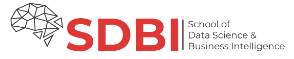 SDBI
School of
Data Science &
Business Intelligence